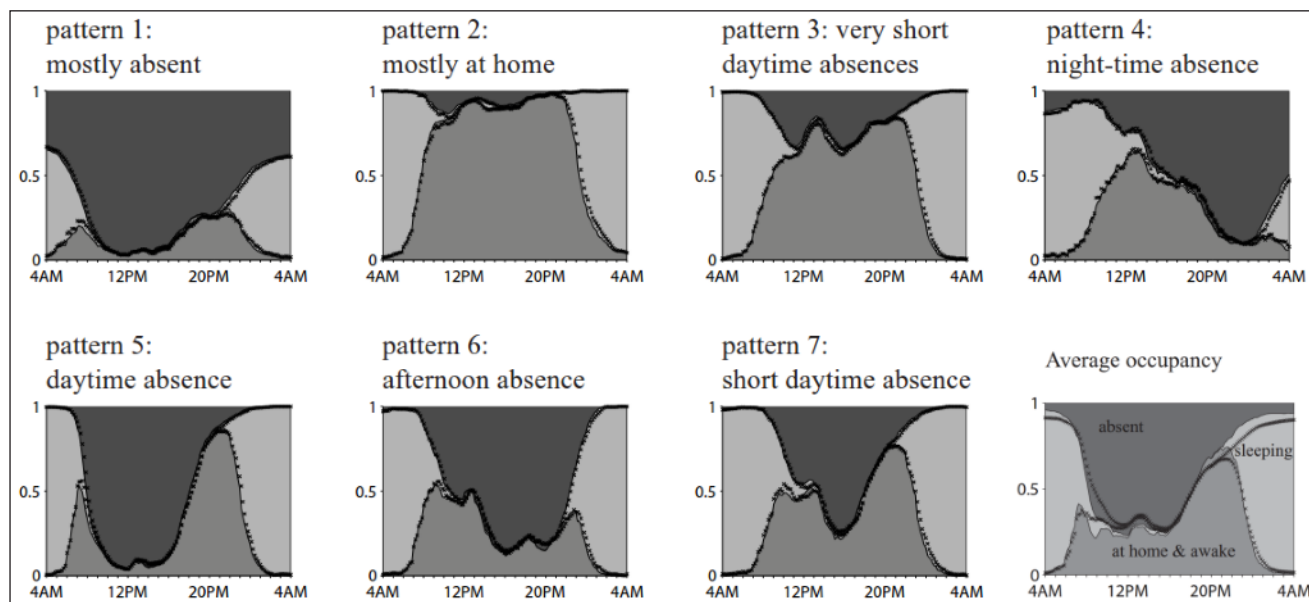 pattern 1:
mostly absent
pattern 2:
mostly at home
pattern 3: very short
daytime absences
pattern 4:
night-time absence
1
0.5
0
4AM 12PM 20PM 4AM
1
0.5
0
4AM 12PM 20PM 4AM
1
0.5
0
4AM 12PM 20PM 4AM
1
0.5
0
4AM 12PM 20PM 4AM
pattern 5:
daytime absence
pattern 6:
afternoon absence
pattern 7:
short daytime absence
Average occupancy
1
0.5
0
4AM 12PM 20PM 4AM
1
0.5
0
4AM 12PM 20PM 4AM
1
0.5
0
4AM 12PM 20PM 4AM
1
absent
sleeping
0.5
at home & awake
0
4AM 12PM 20PM 4AM